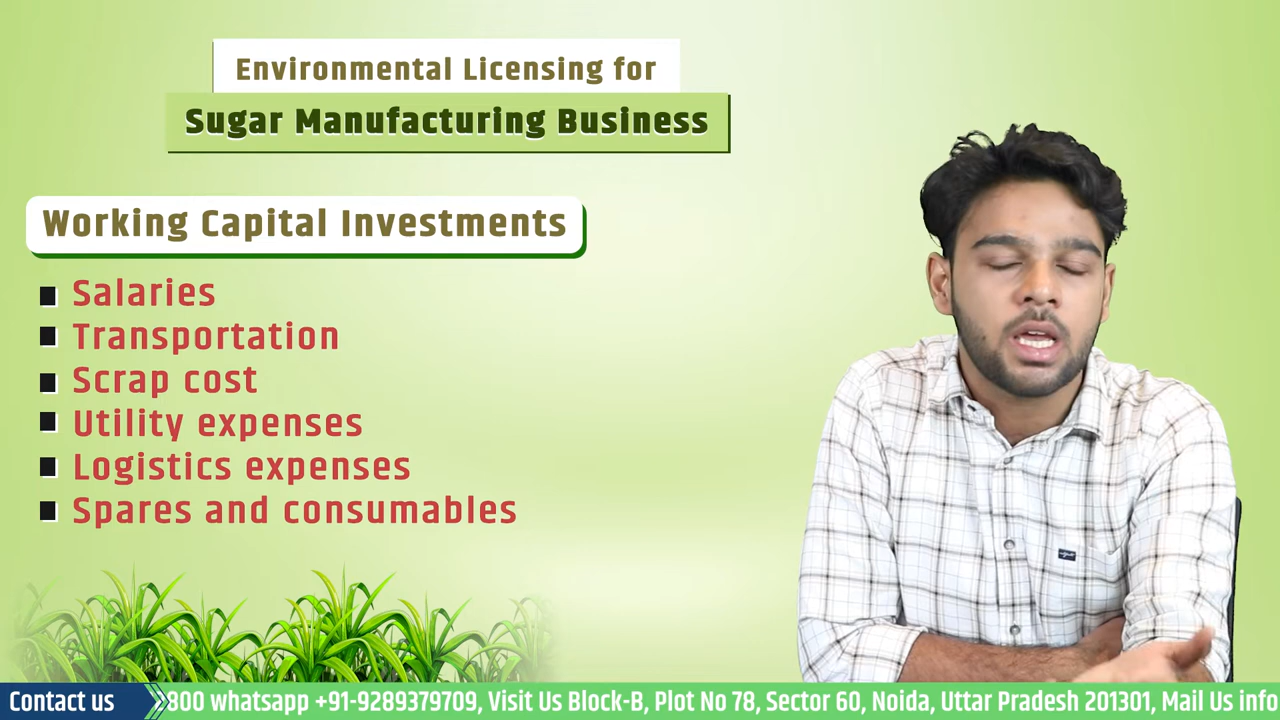 Environmental Licensing for
Sugar Manufacturing Business
Working Capital Investments
Salaries
Transportation
Scrap cost
Utility expenses
Logistics expenses
Spares and consumables
Contact us
800 whatsapp +91-9289379709, Visit Us Block-B, Plot No 78, Sector 60, Noida, Uttar Pradesh 201301, Mail Us info